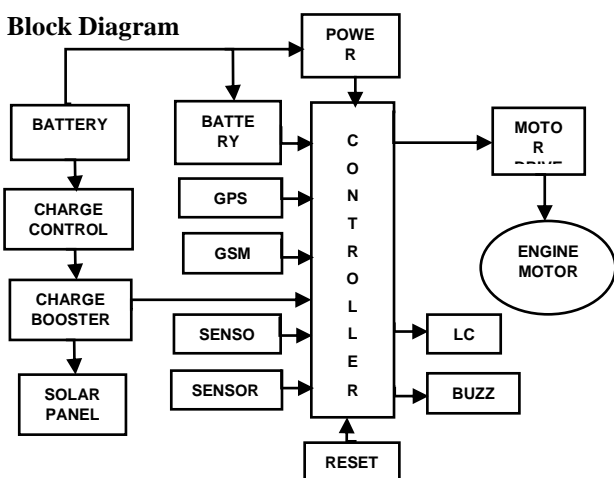 Block Diagram
POWE
R
BATTERY
BATTE
RY
C
O
N
T
R
O
L
L
E
R
MOTO
R
DRIVE
GPS
CHARGE
CONTROL
GSM
ENGINE
MOTOR
CHARGE
BOOSTER
SENSO
LC
SOLAR
PANEL
SENSOR
BUZZ
RESET